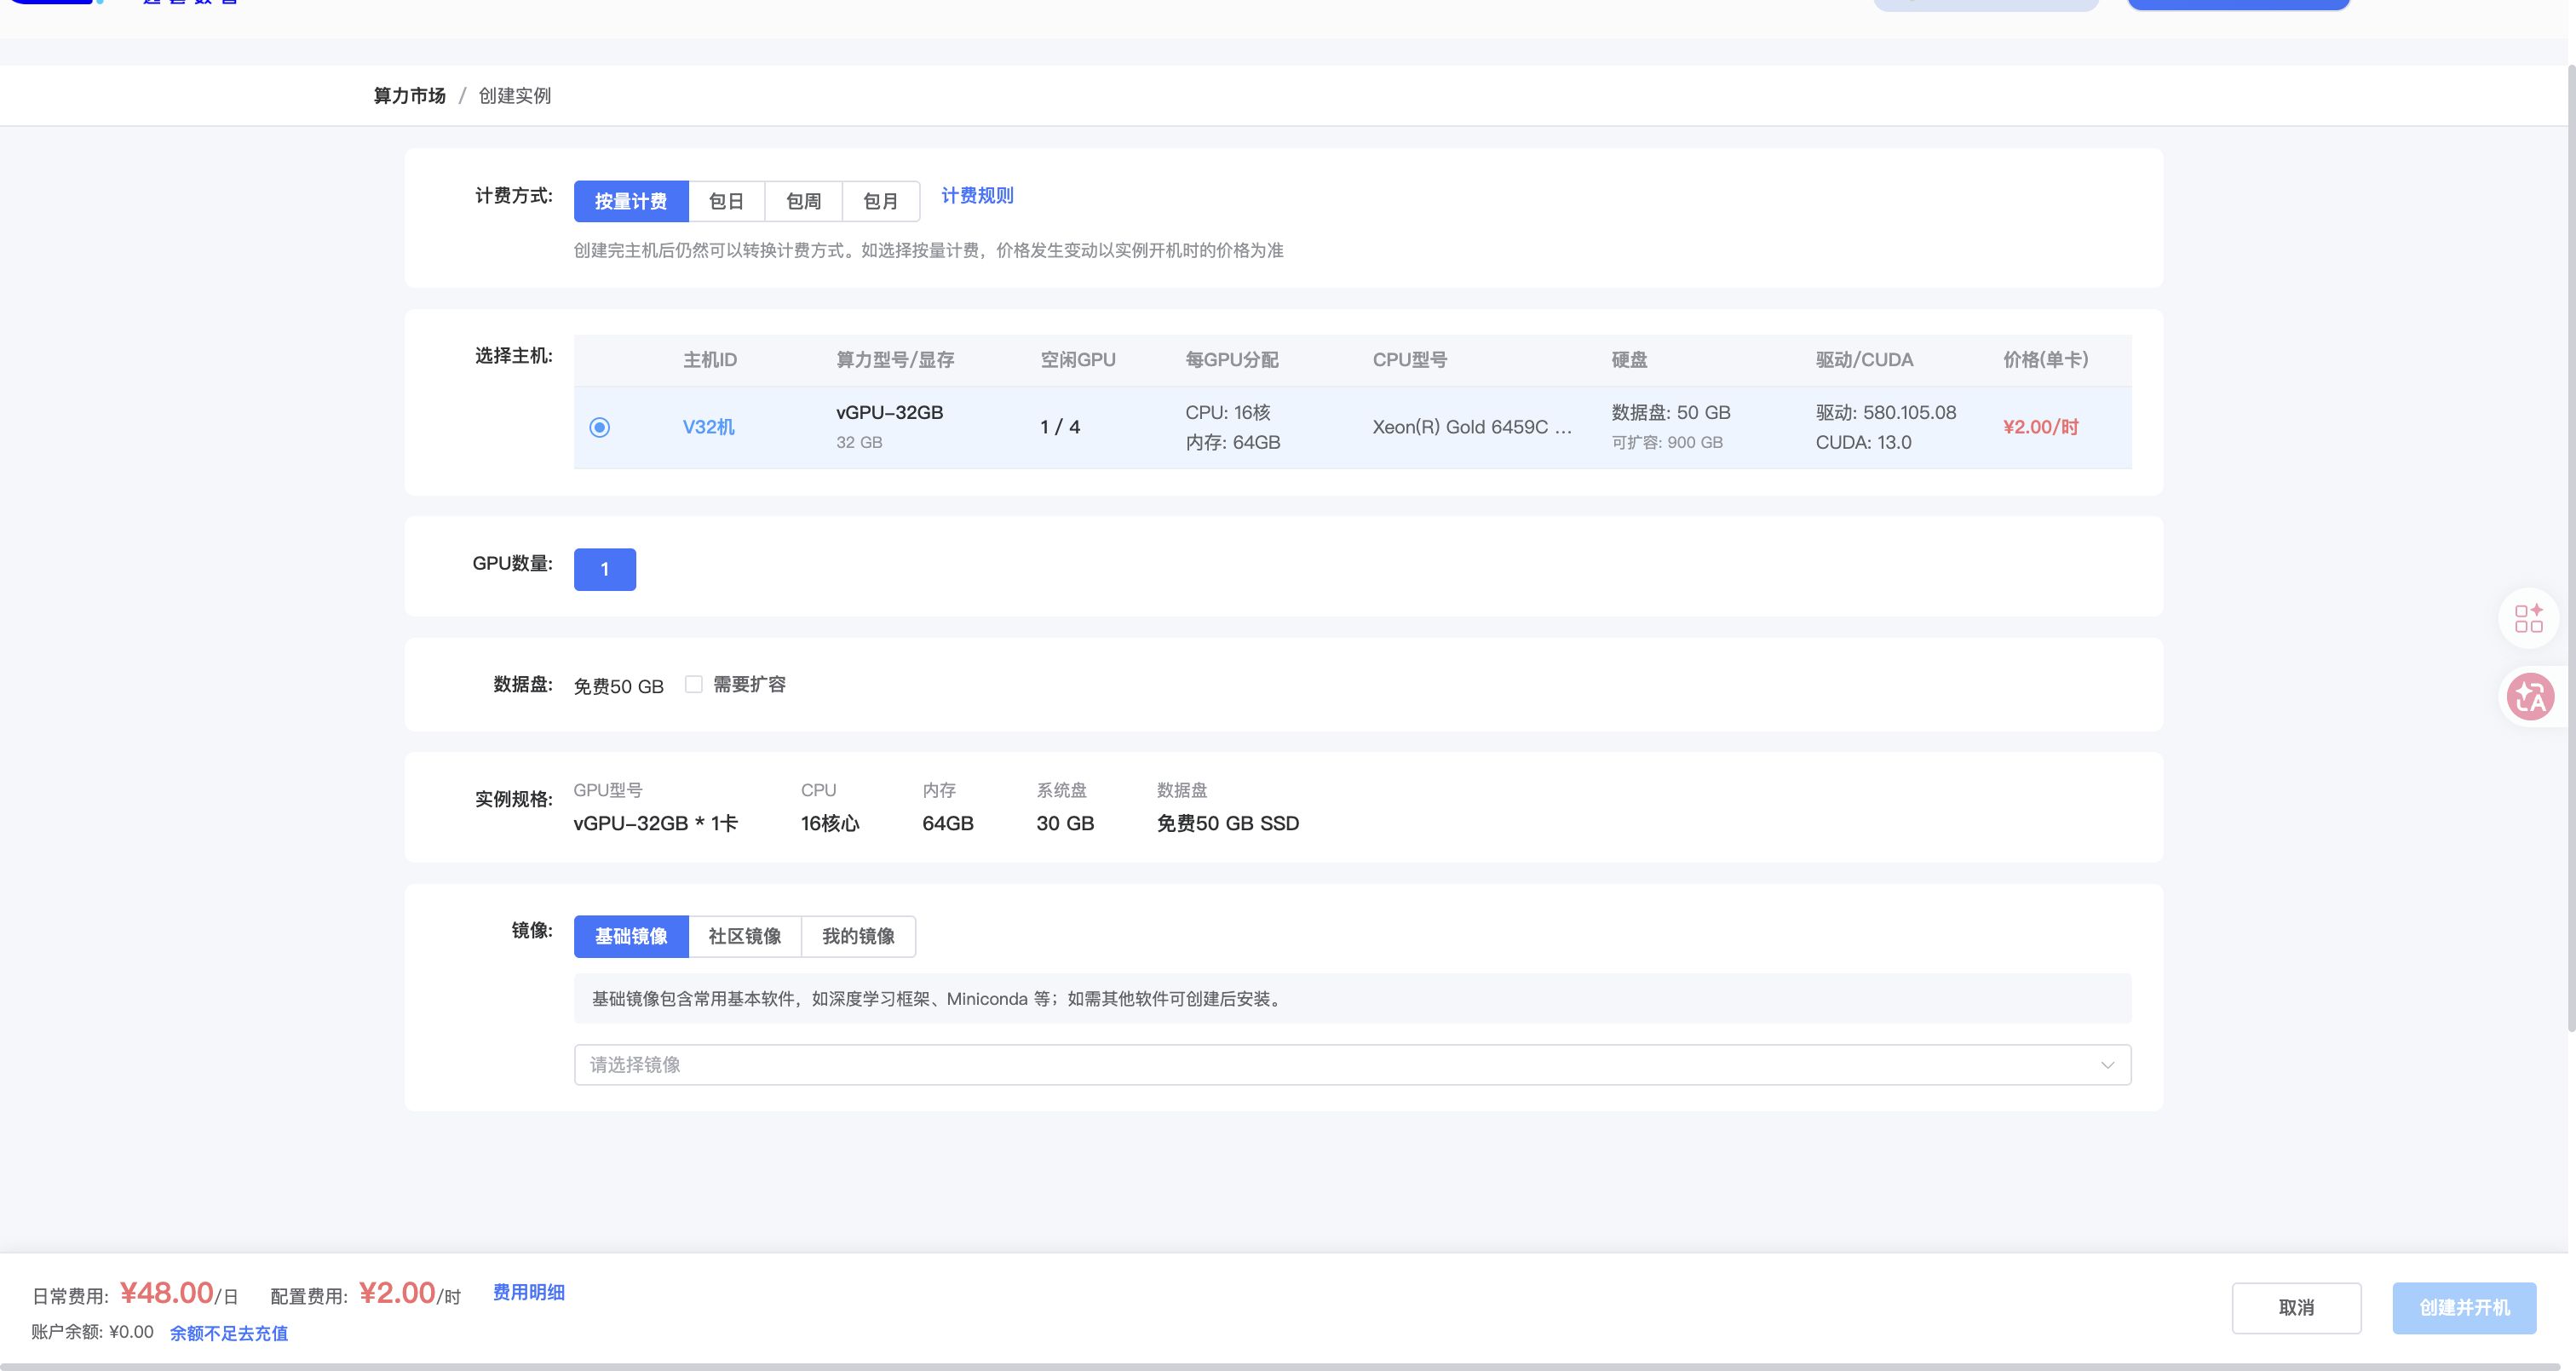 算力市场 / 创建实例
计费方式: 按量计费 包日 包周 包月 计费规则
创建完主机后仍然可以转换计费方式。如选择按量计费，价格发生变动以实例开机时的价格为准
选择主机: 主机ID 算力型号/显存 空闲GPU 每GPU分配 CPU型号 硬盘 驱动/CUDA 价格(单卡)
V32机 vGPU-32GB 1 / 4 CPU: 16核 Xeon(R) Gold 6459C ... 数据盘: 50 GB 驱动: 580.105.08 ¥2.00/时
32 GB 内存: 64GB 可扩容: 900 GB CUDA: 13.0
GPU数量: 1
数据盘: 免费50 GB 需要扩容
实例规格: GPU型号 CPU 内存 系统盘 数据盘
vGPU-32GB * 1卡 16核心 64GB 30 GB 免费50 GB SSD
镜像: 基础镜像 社区镜像 我的镜像
基础镜像包含常用基本软件，如深度学习框架、Miniconda 等；如需其他软件可创建后安装。
请选择镜像
日常费用: ¥48.00/日 配置费用: ¥2.00/时 费用明细
账户余额: ¥0.00 余额不足去充值
取消 创建并开机